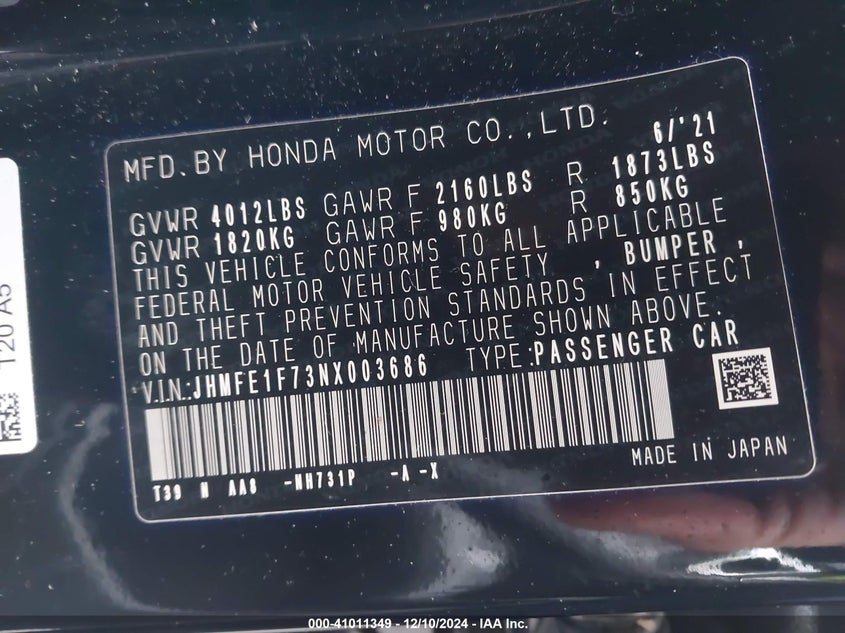 MFD. BY HONDA MOTOR CO., LTD. 6/'21
GVWR 4012LBS GAWR F 2160LBS R 1873LBS
GVWR 1820KG GAWR F 980KG R 850KG
THIS VEHICLE CONFORMS TO ALL APPLICABLE
FEDERAL MOTOR VEHICLE SAFETY , BUMPER ,
AND THEFT PREVENTION STANDARDS IN EFFECT
ON THE DATE OF MANUFACTURE SHOWN ABOVE.
V.I.N:JHMFE1F73NX003686 TYPE:PASSENGER CAR
MADE IN JAPAN
T39 N AA8 -NH731P -A -X
T20 A5
000-41011349 - 12/10/2024 - IAA Inc.